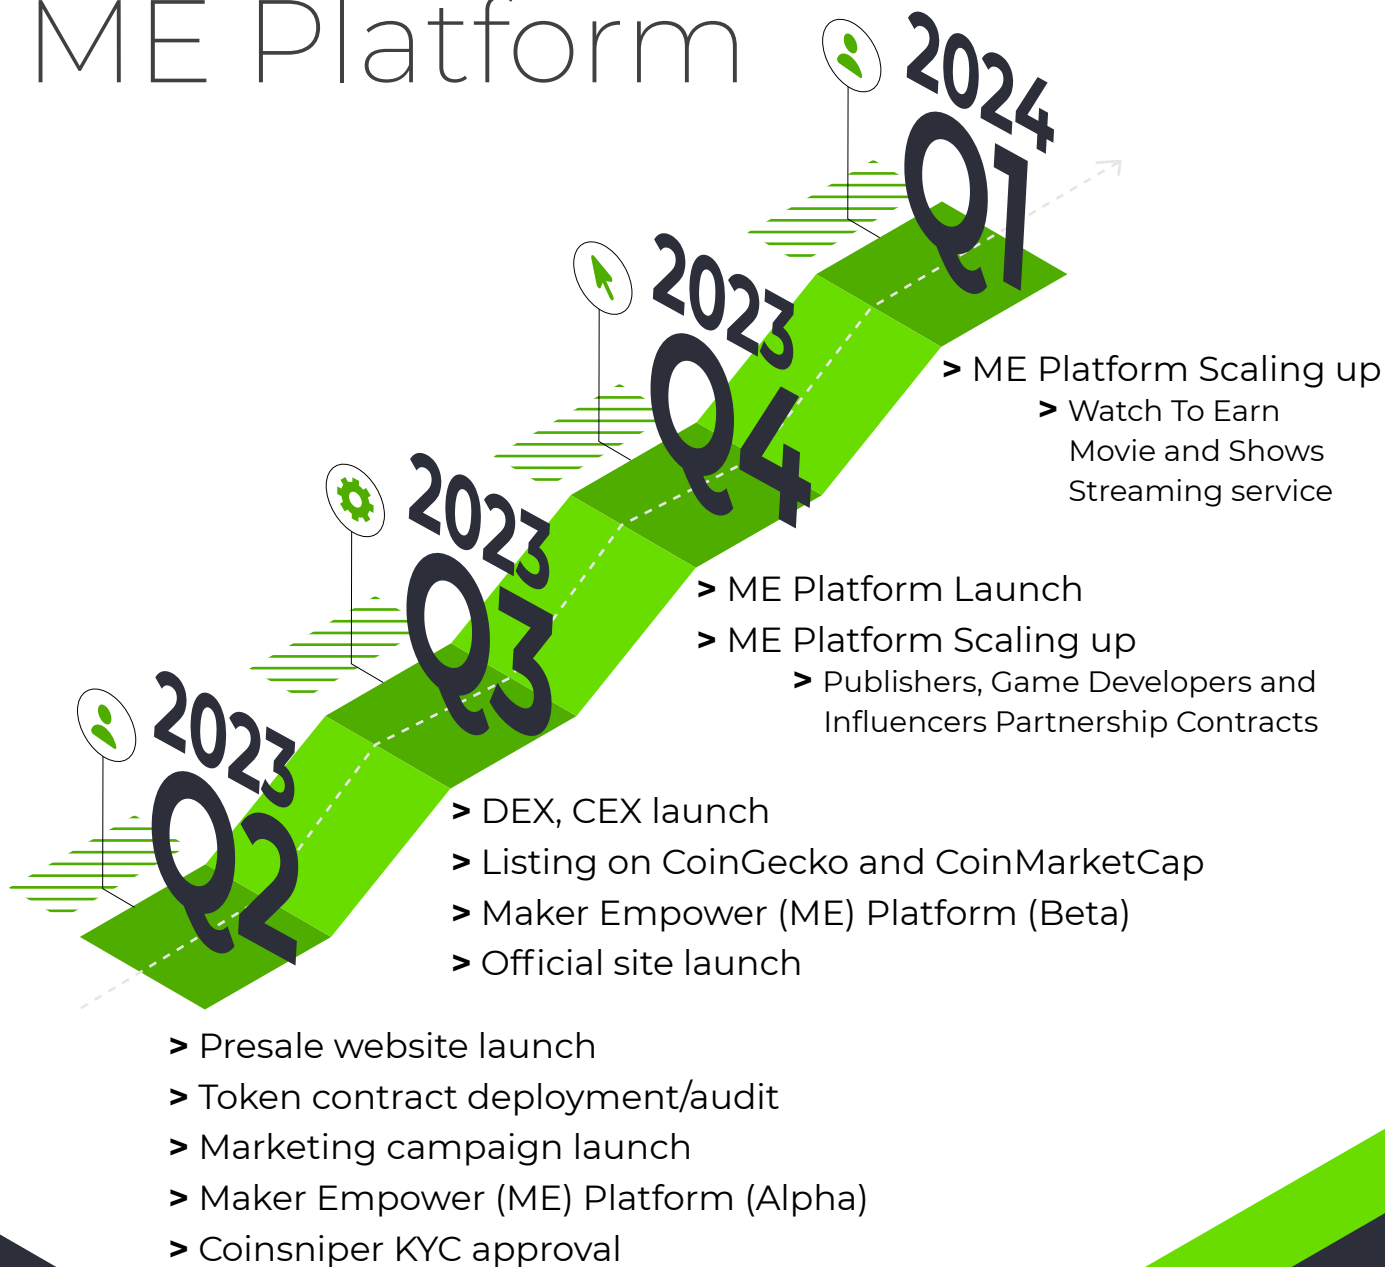 ME Platform
2024
Q1
> ME Platform Scaling up
> Watch To Earn
Movie and Shows
Streaming service
2023
Q4
> ME Platform Launch
> ME Platform Scaling up
> Publishers, Game Developers and
Influencers Partnership Contracts
2023
Q3
> DEX, CEX launch
> Listing on CoinGecko and CoinMarketCap
> Maker Empower (ME) Platform (Beta)
> Official site launch
2023
Q2
> Presale website launch
> Token contract deployment/audit
> Marketing campaign launch
> Maker Empower (ME) Platform (Alpha)
> Coinsniper KYC approval